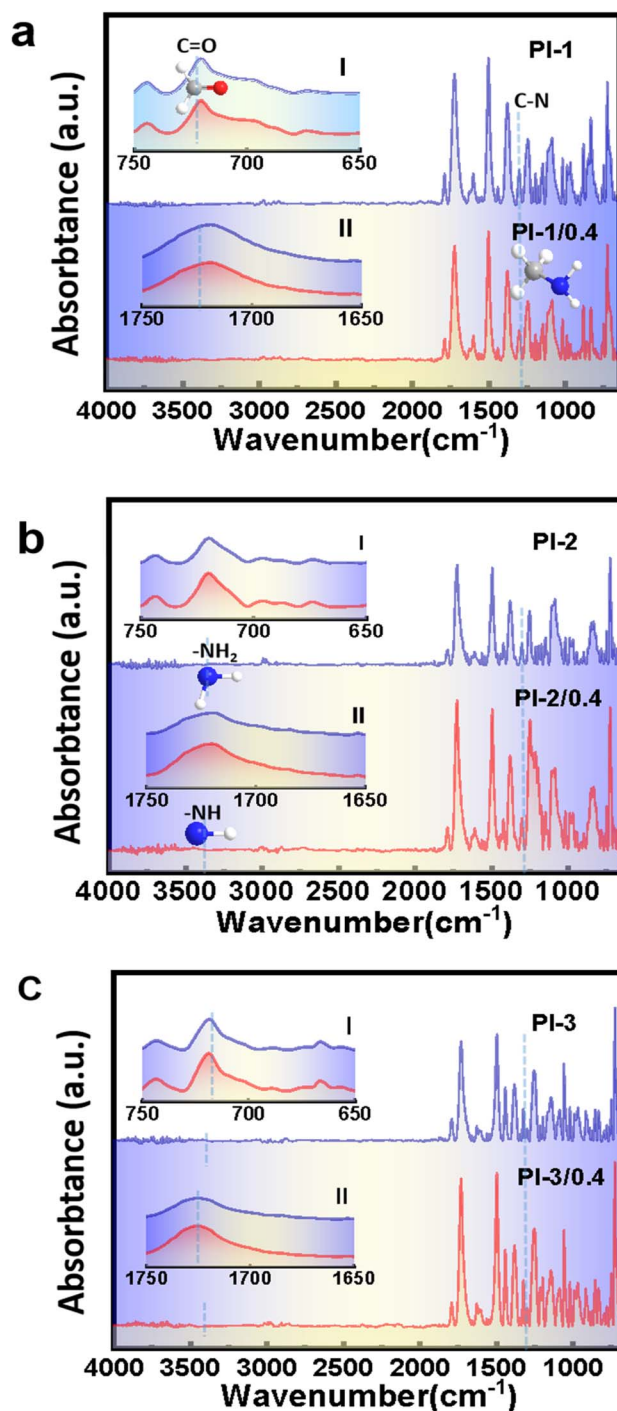 a
C=O
I
PI-1
C-N
750 700 650
II
PI-1/0.4
1750 1700 1650
Absorbtance (a.u.)
4000 3500 3000 2500 2000 1500 1000
Wavenumber(cm-1)
b
I
PI-2
750 700 650
-NH2
II
PI-2/0.4
1750 1700 1650
-NH
Absorbtance (a.u.)
4000 3500 3000 2500 2000 1500 1000
Wavenumber(cm-1)
c
I
PI-3
750 700 650
II
PI-3/0.4
1750 1700 1650
Absorbtance (a.u.)
4000 3500 3000 2500 2000 1500 1000
Wavenumber(cm-1)